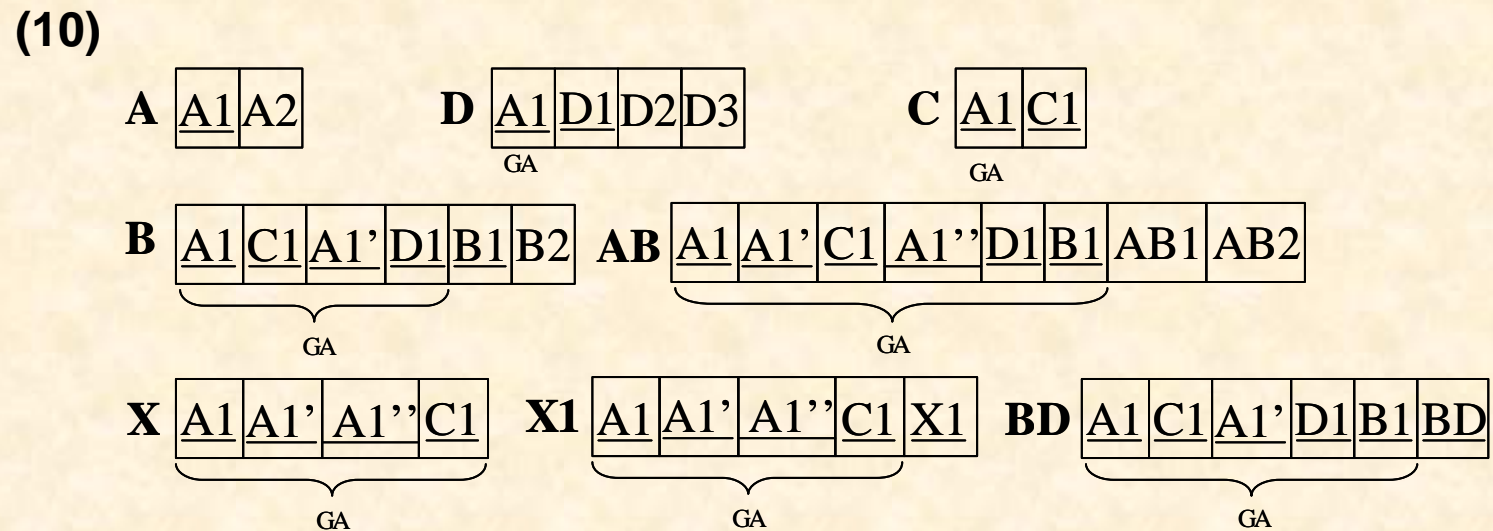 (10)
A A1 A2 D A1 D1 D2 D3 C A1 C1
GA GA
B A1 C1 A1’ D1 B1 B2 AB A1 A1’ C1 A1’’ D1 B1 AB1 AB2
GA GA
X A1 A1’ A1’’ C1 X1 A1 A1’ A1’’ C1 X1 BD A1 C1 A1’ D1 B1 BD
GA GA GA